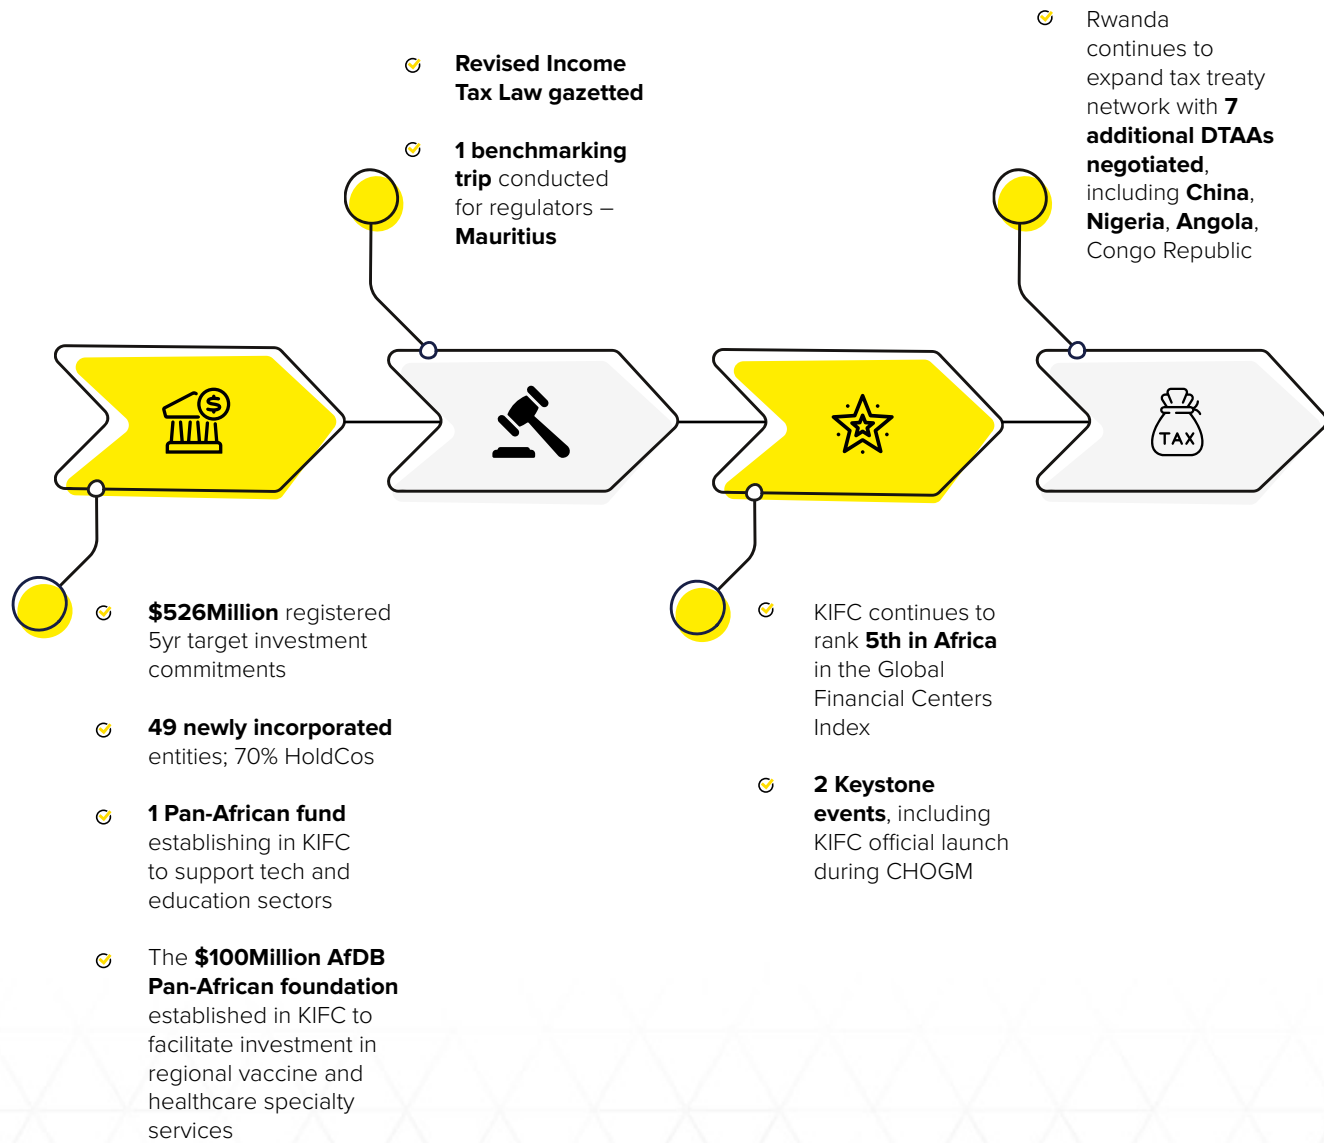 Revised Income
Tax Law gazetted
1 benchmarking
trip conducted
for regulators –
Mauritius
Rwanda
continues to
expand tax treaty
network with 7
additional DTAAs
negotiated,
including China,
Nigeria, Angola,
Congo Republic
$
TAX
$526Million registered
5yr target investment
commitments
49 newly incorporated
entities; 70% HoldCos
1 Pan-African fund
establishing in KIFC
to support tech and
education sectors
The $100Million AfDB
Pan-African foundation
established in KIFC to
facilitate investment in
regional vaccine and
healthcare specialty
services
KIFC continues to
rank 5th in Africa
in the Global
Financial Centers
Index
2 Keystone
events, including
KIFC official launch
during CHOGM